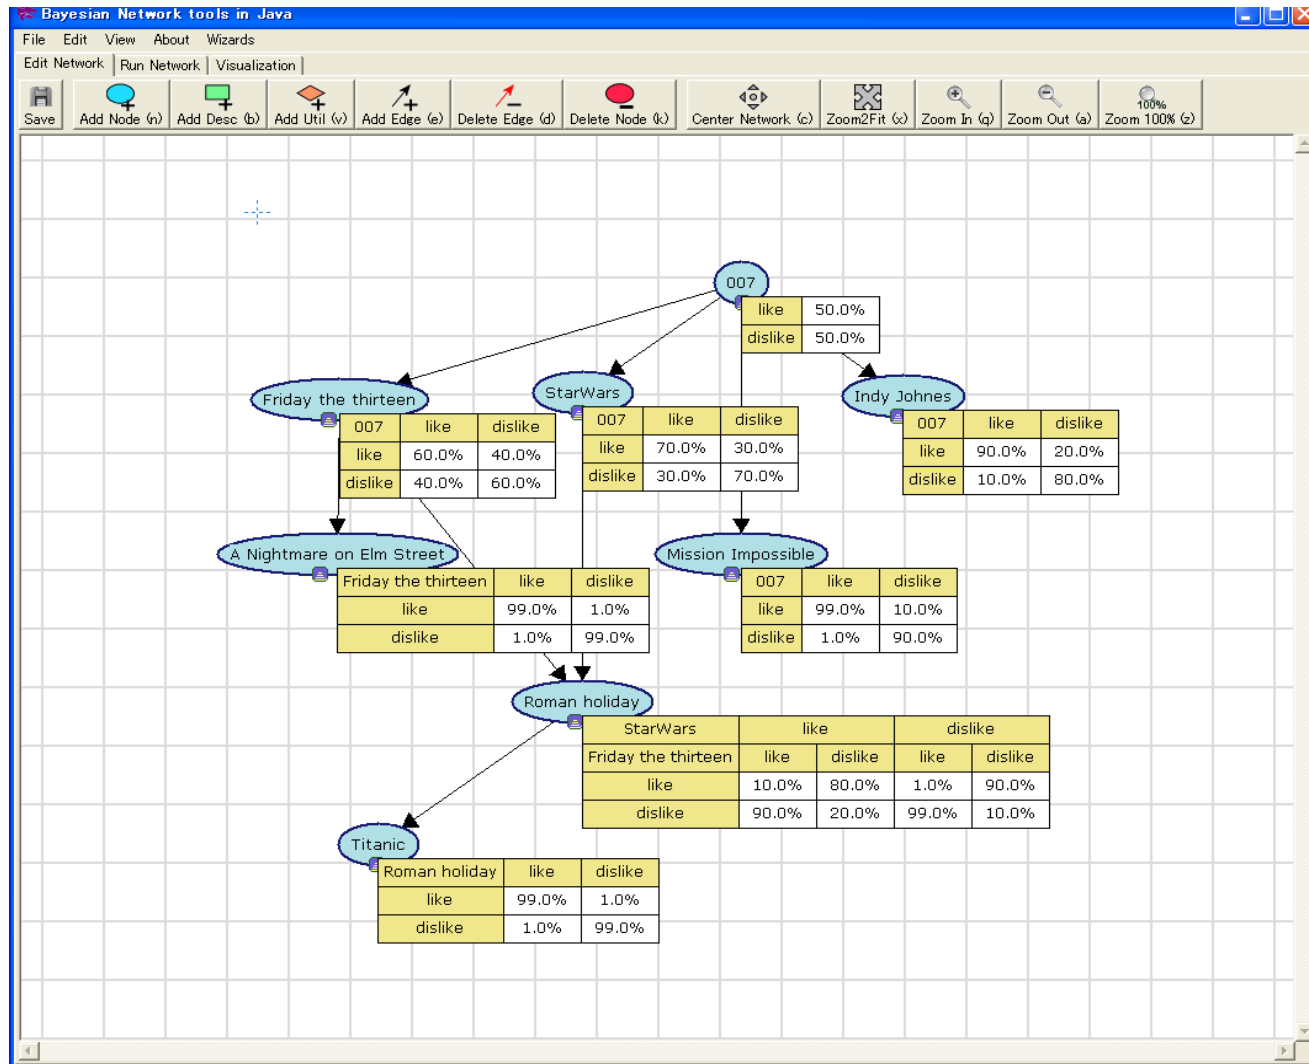 Bayesian Network tools in Java
File Edit View About Wizards
Edit Network Run Network Visualization
Save Add Node (n) Add Desc (b) Add Util (v) Add Edge (e) Delete Edge (d) Delete Node (k) Center Network (c) Zoom2Fit (x) Zoom In (q) Zoom Out (a) 100% Zoom 100% (z)
007
like 50.0%
dislike 50.0%
Friday the thirteen
007 like dislike
like 60.0% 40.0%
dislike 40.0% 60.0%
StarWars
007 like dislike
like 70.0% 30.0%
dislike 30.0% 70.0%
Indy Johnes
007 like dislike
like 90.0% 20.0%
dislike 10.0% 80.0%
A Nightmare on Elm Street
Friday the thirteen like dislike
like 99.0% 1.0%
dislike 1.0% 99.0%
Mission Impossible
007 like dislike
like 99.0% 10.0%
dislike 1.0% 90.0%
Roman holiday
StarWars like dislike
Friday the thirteen like dislike like dislike
like 10.0% 80.0% 1.0% 90.0%
dislike 90.0% 20.0% 99.0% 10.0%
Titanic
Roman holiday like dislike
like 99.0% 1.0%
dislike 1.0% 99.0%